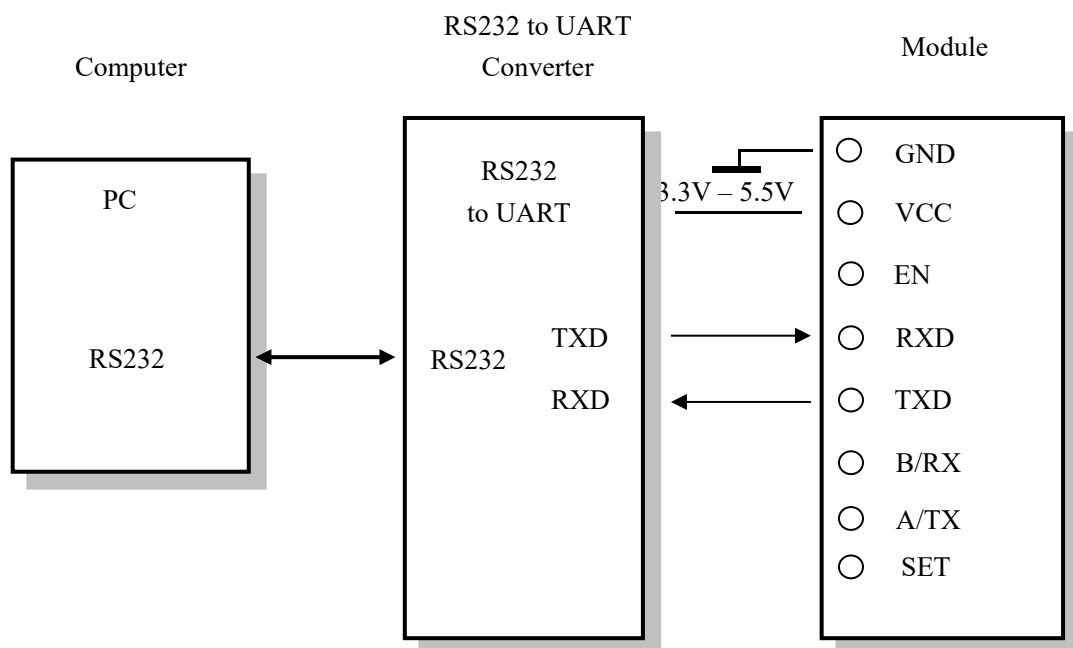 RS232 to UART
Converter
Computer
Module
PC
RS232
RS232
to UART
RS232
TXD
RXD
3.3V – 5.5V
GND
VCC
EN
RXD
TXD
B/RX
A/TX
SET